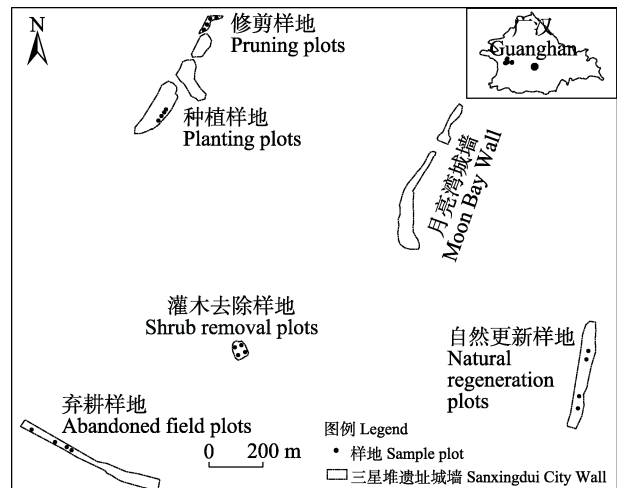 N
修剪样地
Pruning plots
广汉
Guanghan
种植样地
Planting plots
月亮湾城墙
Moon Bay Wall
灌木去除样地
Shrub removal plots
自然更新样地
Natural
regeneration
plots
弃耕样地
Abandoned field plots
0 200 m
图例 Legend
样地 Sample plot
三星堆遗址城墙 Sanxingdui City Wall